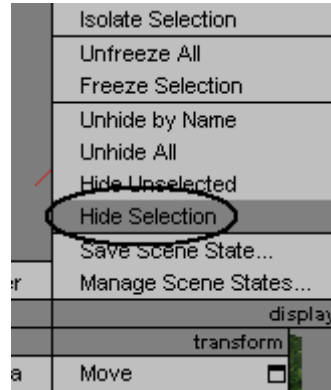 Isolate Selection
Unfreeze All
Freeze Selection
Unhide by Name
Unhide All
Hide Unselected
Hide Selection
Save Scene State...
Manage Scene States...
display
transform
Move